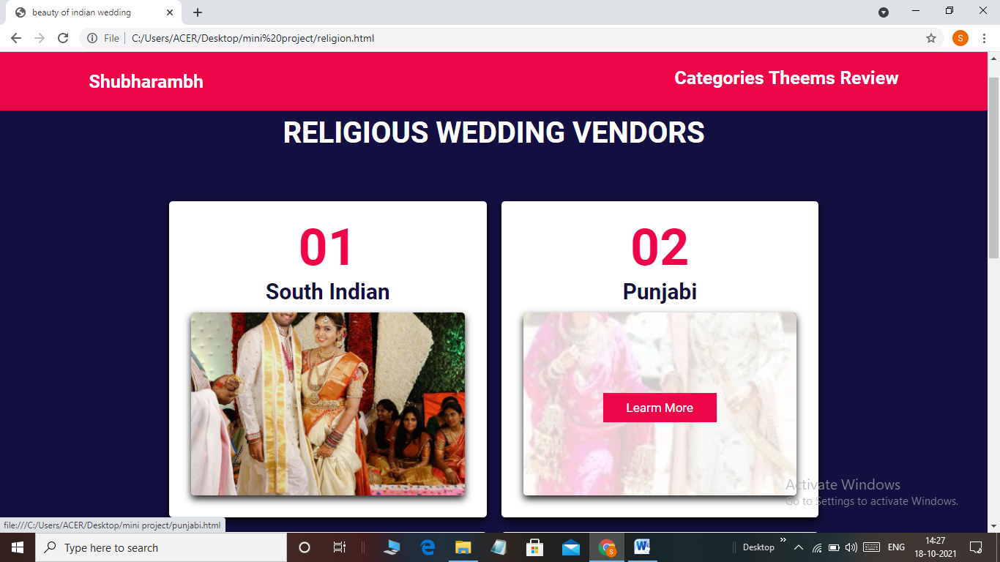 beauty of indian wedding
File
C:/Users/ACER/Desktop/mini%20project/religion.html
S
Shubharambh
Categories Theems Review
RELIGIOUS WEDDING VENDORS
01
South Indian
02
Punjabi
Learm More
Activate Windows
Go to Settings to activate Windows.
file:///C:/Users/ACER/Desktop/mini project/punjabi.html
Type here to search
Desktop
ENG
14:27
18-10-2021